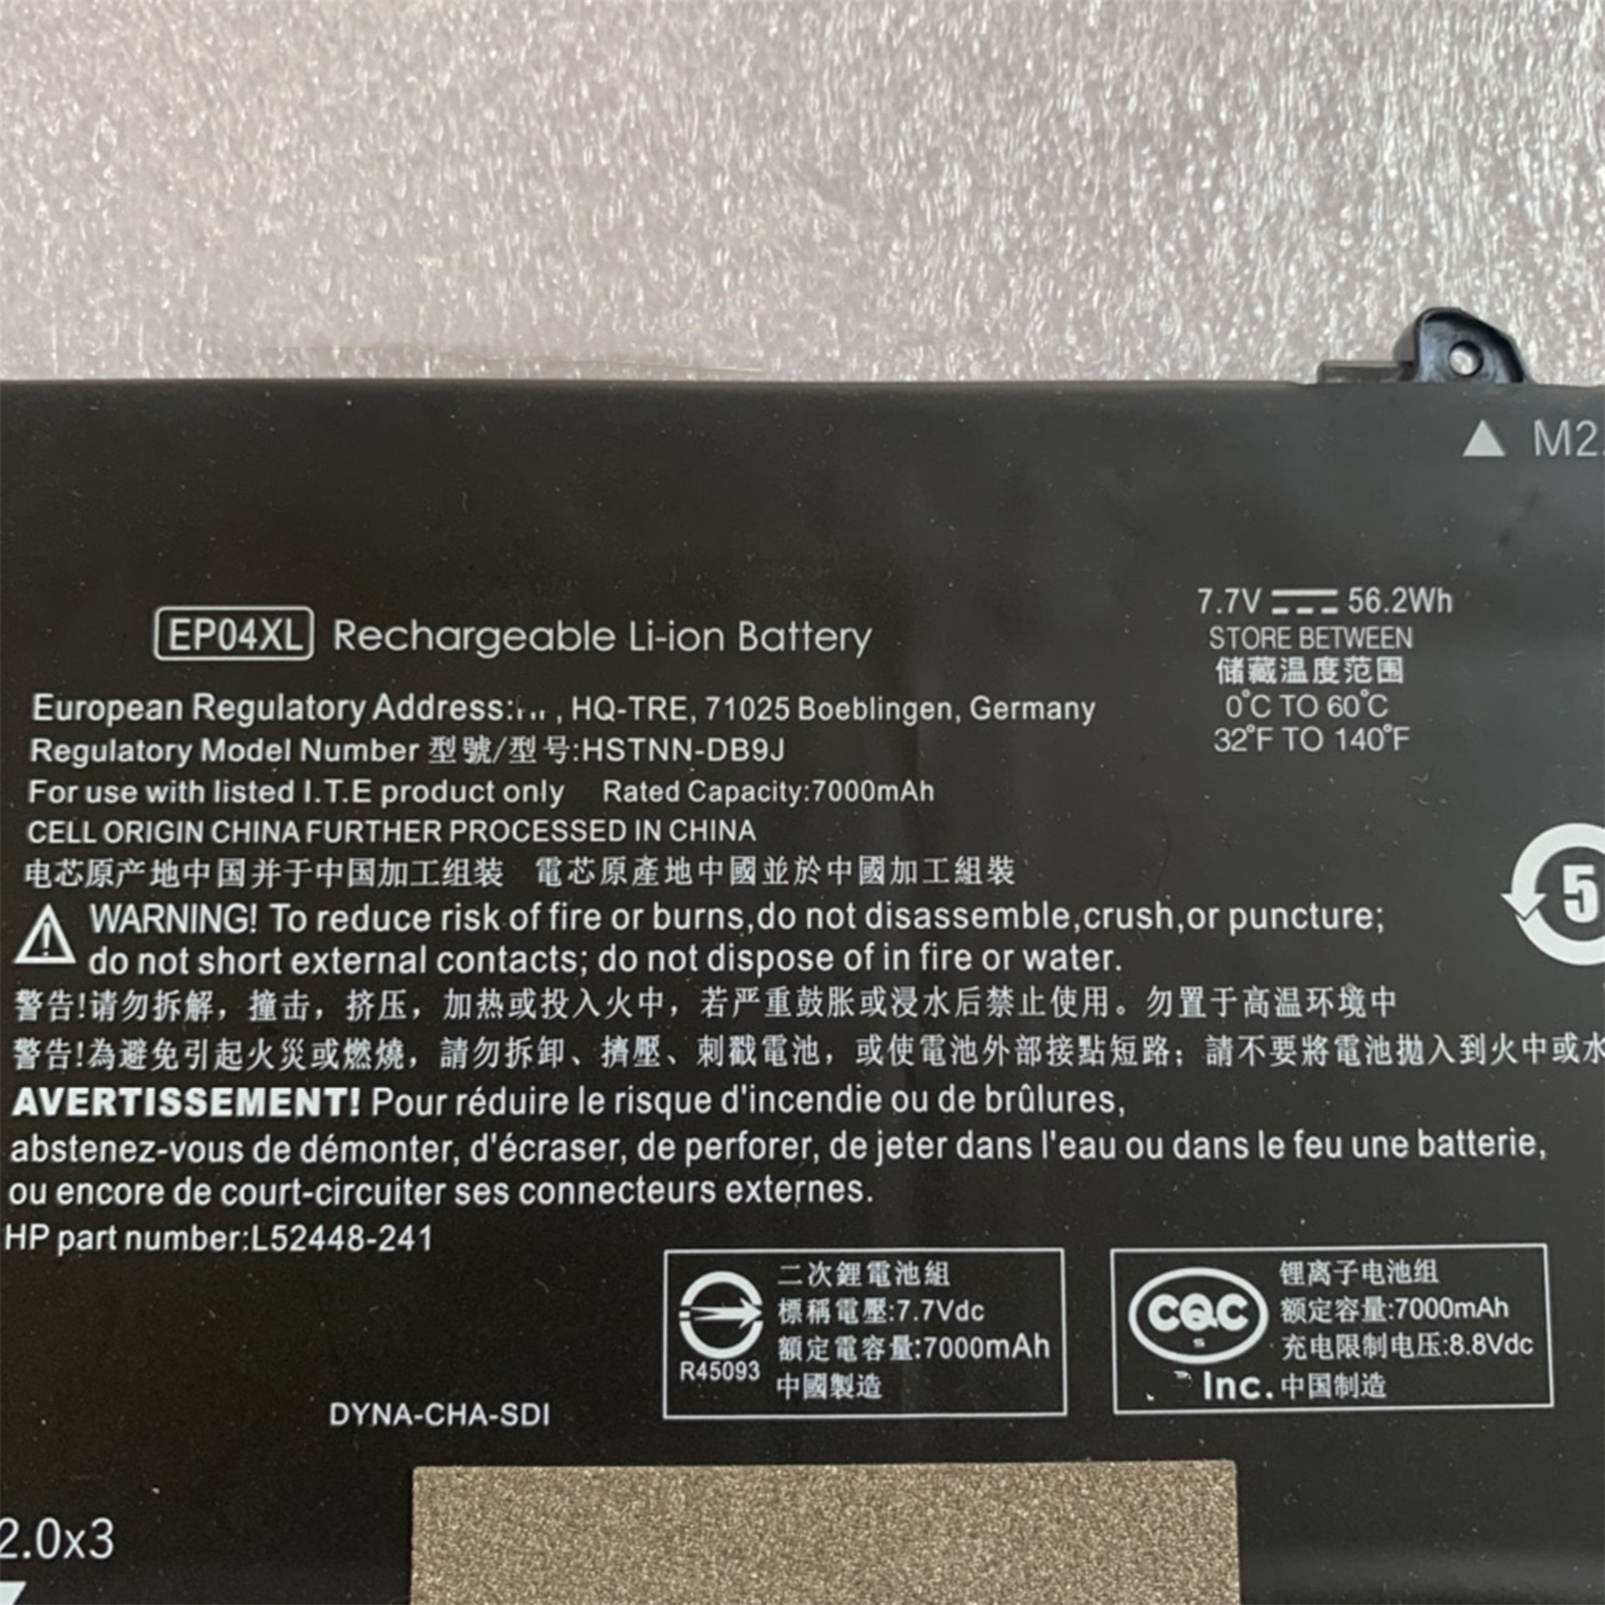 M2.
7.7V 56.2Wh
EP04XL Rechargeable Li-ion Battery
STORE BETWEEN
储藏温度范围
0°C TO 60°C
32°F TO 140°F
European Regulatory Address: , HQ-TRE, 71025 Boeblingen, Germany
Regulatory Model Number 型號/型号:HSTNN-DB9J
For use with listed I.T.E product only Rated Capacity:7000mAh
CELL ORIGIN CHINA FURTHER PROCESSED IN CHINA
电芯原产地中国并于中国加工组装 電芯原產地中國並於中國加工組裝
5
WARNING! To reduce risk of fire or burns,do not disassemble,crush,or puncture;
do not short external contacts; do not dispose of in fire or water.
警告!请勿拆解，撞击，挤压，加热或投入火中，若严重鼓胀或浸水后禁止使用。勿置于高温环境中
警告!為避免引起火災或燃燒，請勿拆卸、擠壓、刺戳電池，或使電池外部接點短路；請不要將電池拋入到火中或水
AVERTISSEMENT! Pour réduire le risque d'incendie ou de brûlures,
abstenez-vous de démonter, d'écraser, de perforer, de jeter dans l'eau ou dans le feu une batterie,
ou encore de court-circuiter ses connecteurs externes.
HP part number:L52448-241
二次鋰電池組
標稱電壓:7.7Vdc
額定電容量:7000mAh
R45093 中國製造
CQC
S
锂离子电池组
额定容量:7000mAh
充电限制电压:8.8Vdc
Inc. 中国制造
DYNA-CHA-SDI
2.0x3